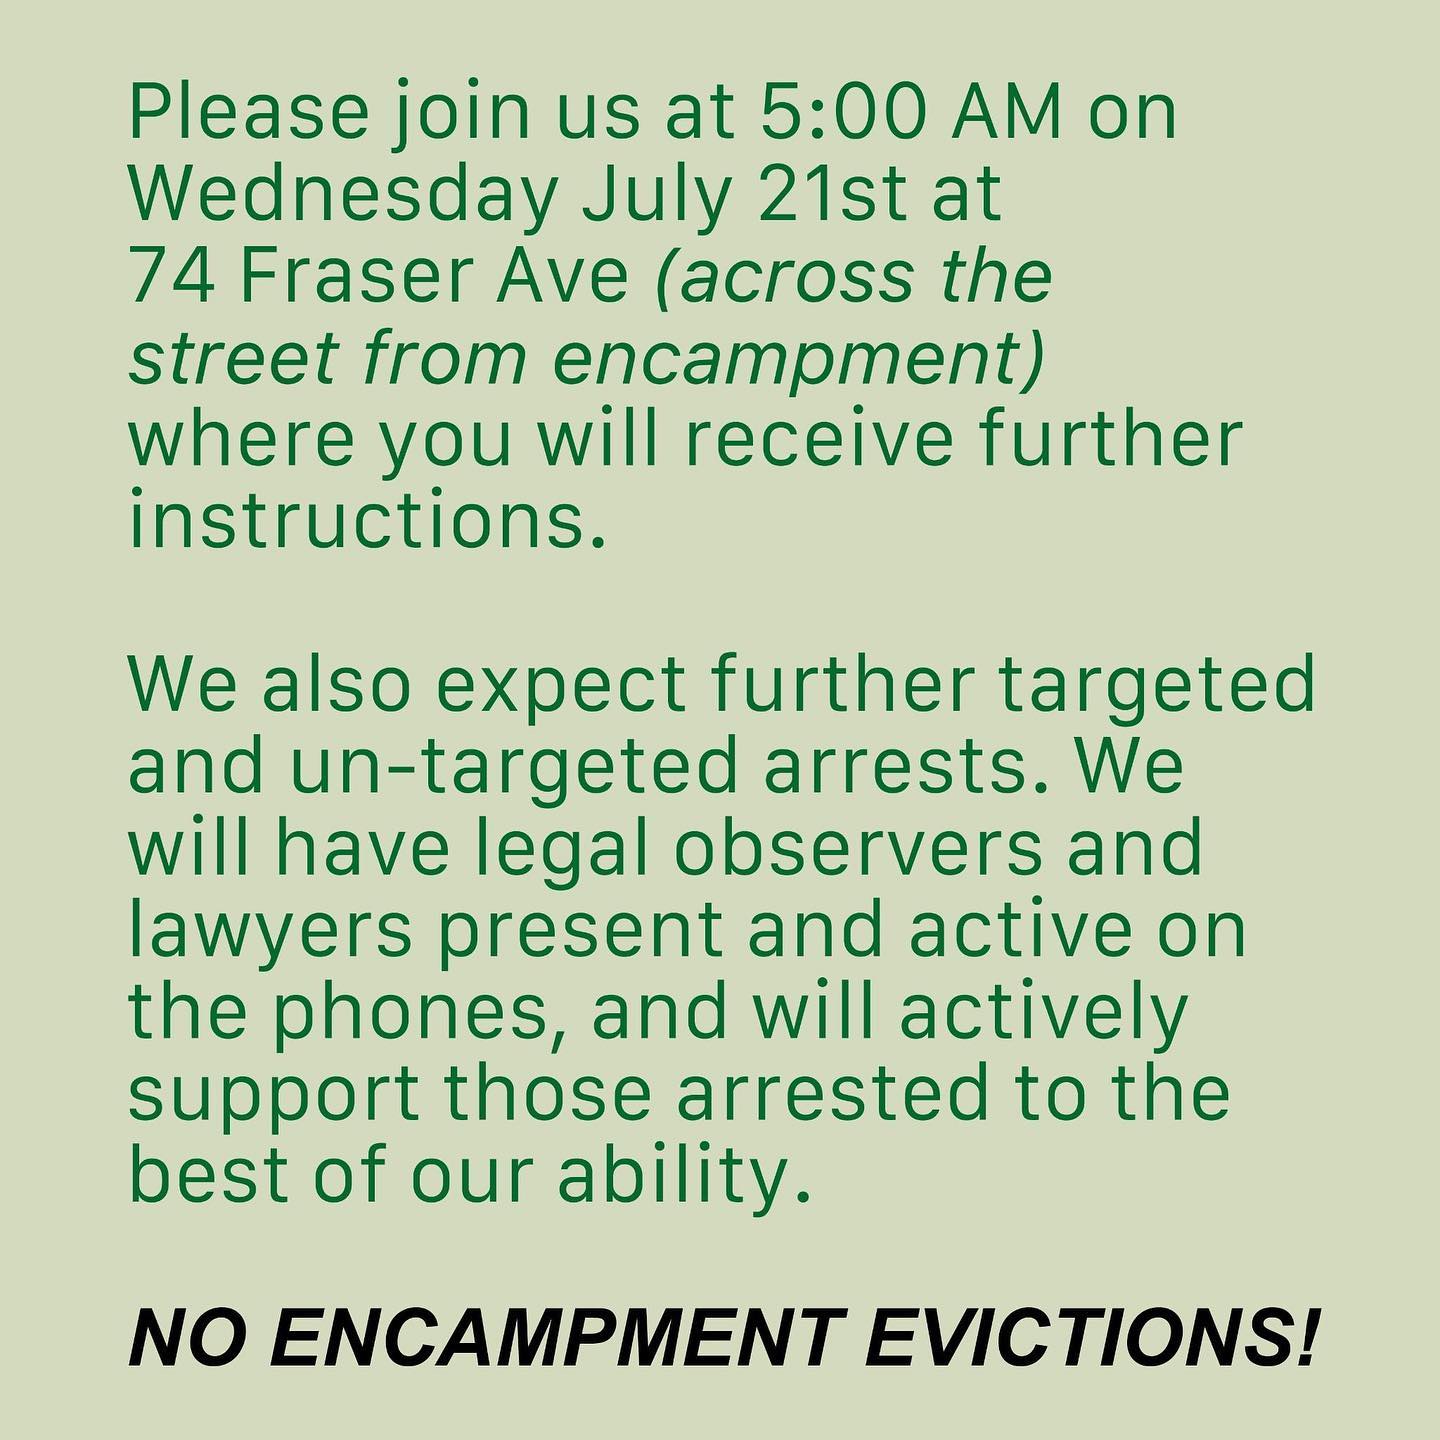 Please join us at 5:00 AM on
Wednesday July 21st at
74 Fraser Ave (across the
street from encampment)
where you will receive further
instructions.
We also expect further targeted
and un-targeted arrests. We
will have legal observers and
lawyers present and active on
the phones, and will actively
support those arrested to the
best of our ability.
NO ENCAMPMENT EVICTIONS!